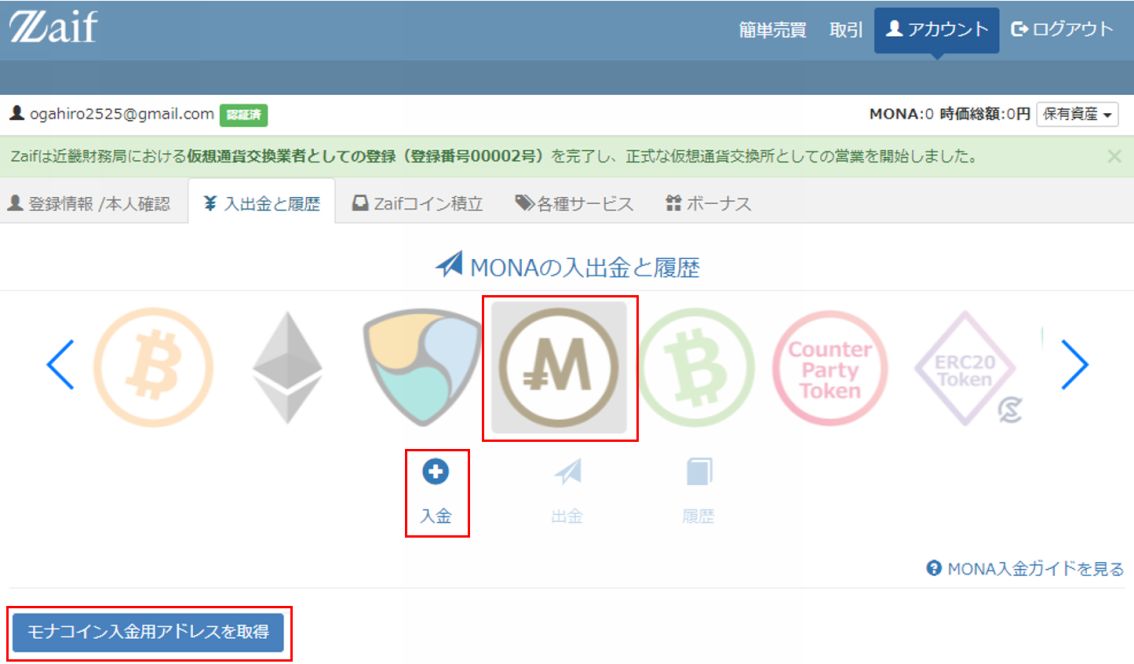 Zaif
簡単売買 取引 アカウント ログアウト
ogahiro2525@gmail.com 認証済 MONA:0 時価総額:0円 保有資産
Zaifは近畿財務局における仮想通貨交換業者としての登録（登録番号00002号）を完了し、正式な仮想通貨交換所としての営業を開始しました。 ×
登録情報 /本人確認 入出金と履歴 Zaifコイン積立 各種サービス ボーナス
MONAの入出金と履歴
Counter
Party
Token
ERC20
Token
入金 出金 履歴
MONA入金ガイドを見る
モナコイン入金用アドレスを取得